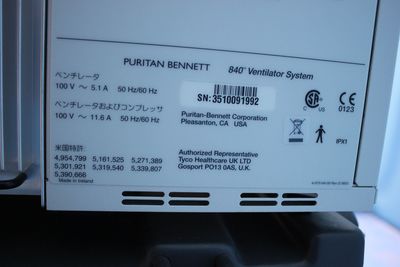 PURITAN BENNETT 840™ Ventilator System
ベンチレータ
100 V ～ 5.1 A 50 Hz/60 Hz
ベンチレータおよびコンプレッサ
100 V ～ 11.6 A 50 Hz/60 Hz
SN:3510091992
Puritan-Bennett Corporation
Pleasanton, CA USA
C US
CE
0123
IPX1
米国特許:
4,954,799 5,161,525 5,271,389
5,301,921 5,319,540 5,339,807
5,390,666
Made in Ireland
Authorized Representative
Tyco Healthcare UK LTD
Gosport PO13 0AS, U.K.